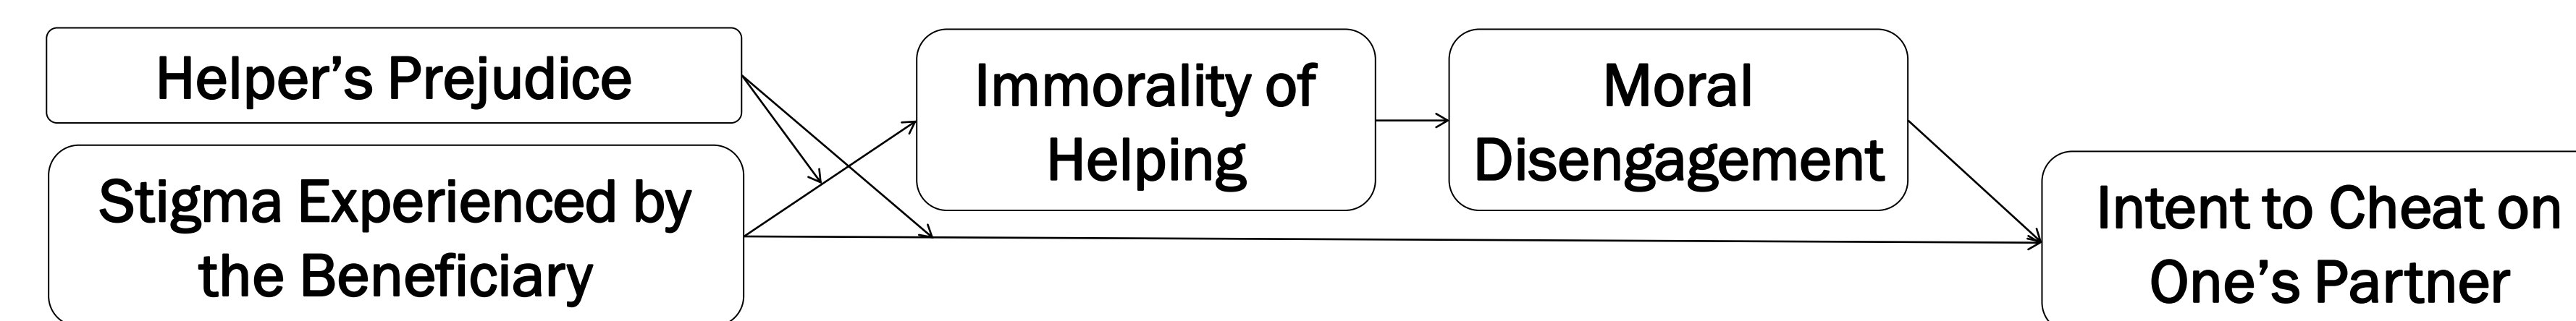 Helper’s Prejudice
Stigma Experienced by
the Beneficiary
Immorality of
Helping
Moral
Disengagement
Intent to Cheat on
One’s Partner